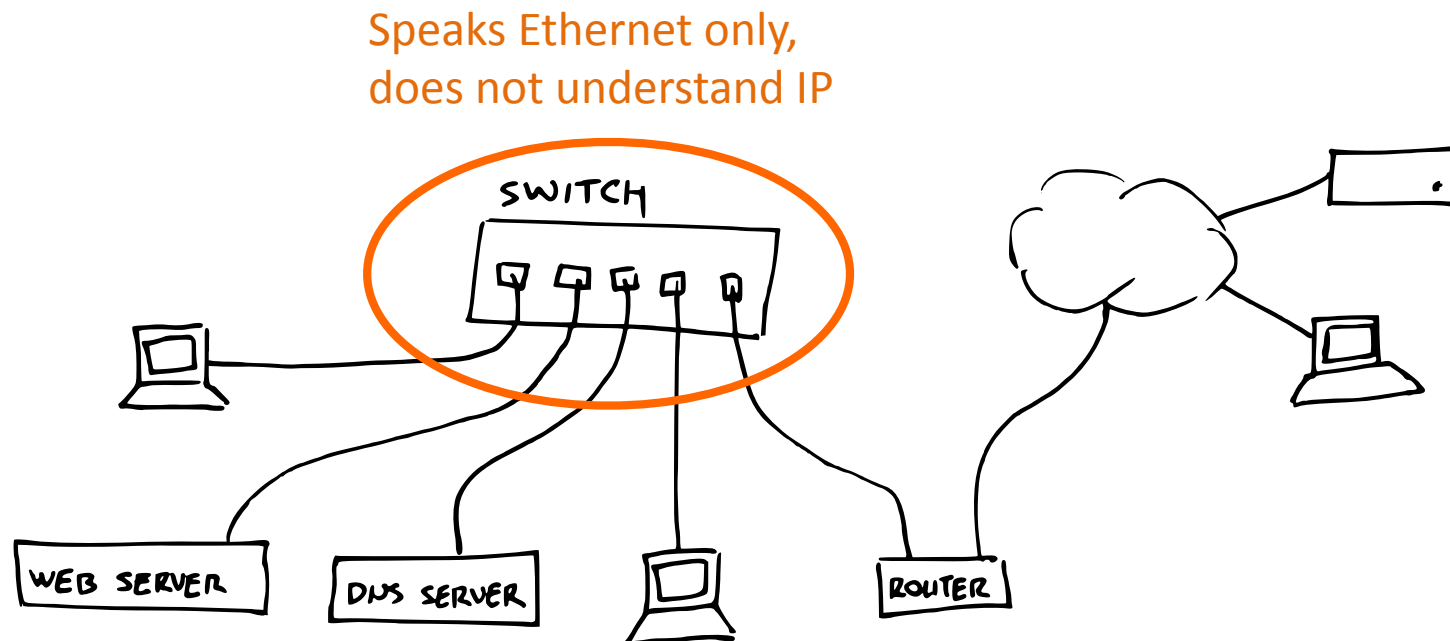 Speaks Ethernet only,
does not understand IP
SWITCH
WEB SERVER
DNS SERVER
ROUTER